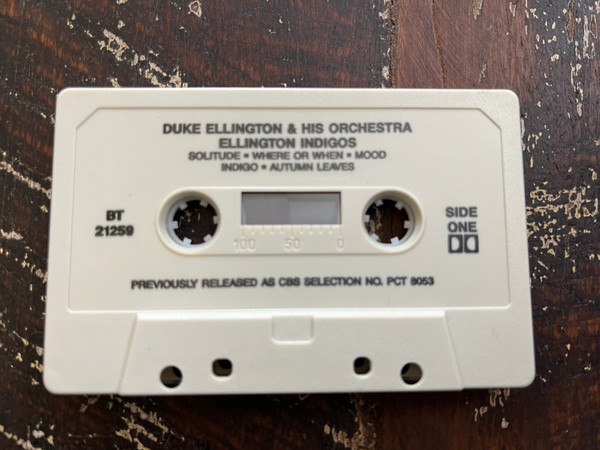 DUKE ELLINGTON & HIS ORCHESTRA
ELLINGTON INDIGOS
SOLITUDE • WHERE OR WHEN • MOOD
INDIGO • AUTUMN LEAVES
BT
21259
SIDE
ONE
100 50 0
PREVIOUSLY RELEASED AS CBS SELECTION NO. PCT 8053